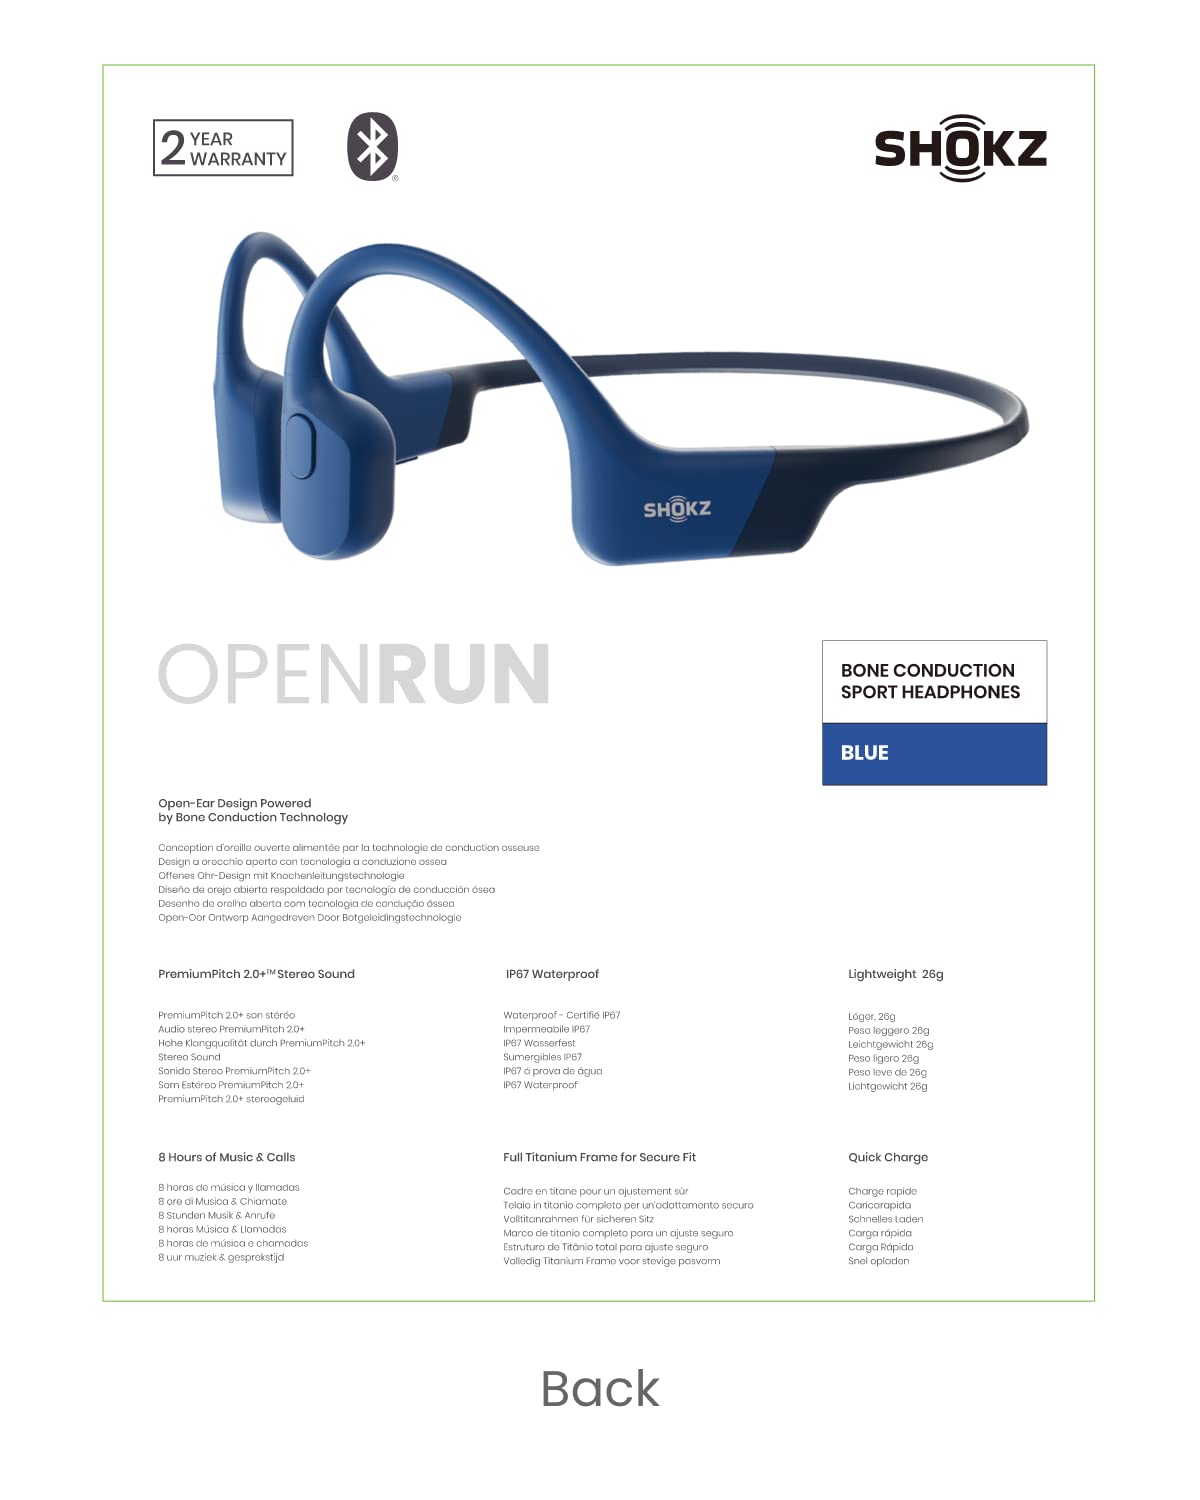 2 YEAR
WARRANTY
®
SHOKZ
SHOKZ
OPENRUN
BONE CONDUCTION
SPORT HEADPHONES
BLUE
Open-Ear Design Powered
by Bone Conduction Technology
Conception d'oreille ouverte alimentée par la technologie de conduction osseuse
Design a orecchio aperto con tecnologia a conduzione ossea
Offenes Ohr-Design mit Knochenleitungstechnologie
Diseño de oreja abierta respaldado por tecnología de conducción ósea
Desenho de orelha aberta com tecnologia de condução óssea
Open-Oor Ontwerp Aangedreven Door Botgeleidingstechnologie
PremiumPitch 2.0+™ Stereo Sound
PremiumPitch 2.0+ son stéréo
Audio stereo PremiumPitch 2.0+
Hohe Klangqualität durch PremiumPitch 2.0+
Stereo Sound
Sonido Stereo PremiumPitch 2.0+
Som Estéreo PremiumPitch 2.0+
PremiumPitch 2.0+ stereogeluid
IP67 Waterproof
Waterproof - Certifié IP67
Impermeabile IP67
IP67 Wasserfest
Sumergibles IP67
IP67 á prova de água
IP67 Waterproof
Lightweight 26g
Léger, 26g
Peso leggero 26g
Leichtgewicht 26g
Peso ligero 26g
Peso leve de 26g
Lichtgewicht 26g
8 Hours of Music & Calls
8 horas de música y llamadas
8 ore di Musica & Chiamate
8 Stunden Musik & Anrufe
8 horas Música & Llamadas
8 horas de música e chamadas
8 uur muziek & gesprekstijd
Full Titanium Frame for Secure Fit
Cadre en titane pour un ajustement sûr
Telaio in titanio completo per un'adattamento securo
Volltitanrahmen für sicheren Sitz
Marco de titanio completo para un ajuste seguro
Estrutura de Titânio total para ajuste seguro
Volledig Titanium Frame voor stevige pasvorm
Quick Charge
Charge rapide
Caricarapida
Schnelles Laden
Carga rápida
Carga Rápida
Snel opladen
Back